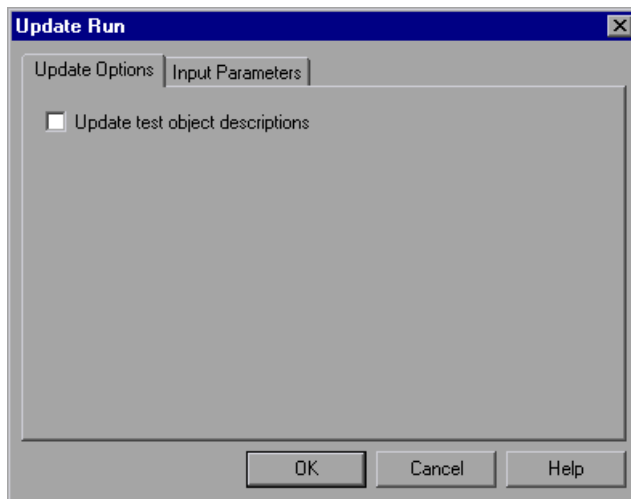 Update Run
Update Options Input Parameters
Update test object descriptions
OK Cancel Help